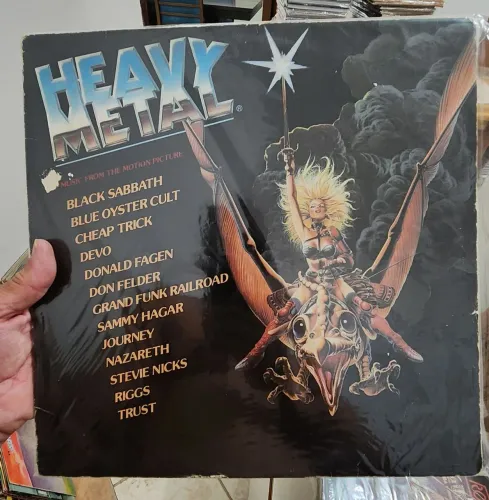 HEAVY
METAL®
MUSIC FROM THE MOTION PICTURE
BLACK SABBATH
BLUE OYSTER CULT
CHEAP TRICK
DEVO
DONALD FAGEN
DON FELDER
GRAND FUNK RAILROAD
SAMMY HAGAR
JOURNEY
NAZARETH
STEVIE NICKS
RIGGS
TRUST